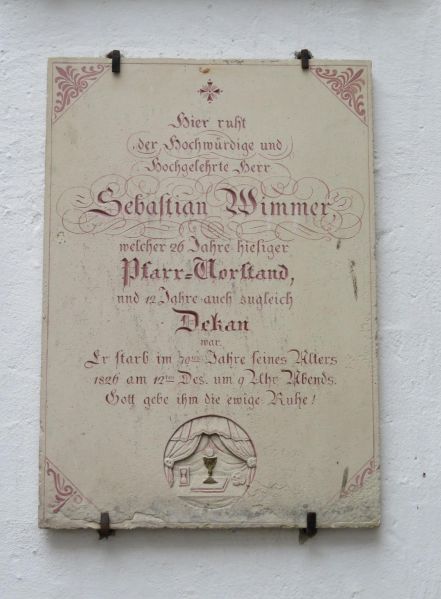 Hier ruht
der Hochwürdige und
Hochgelehrte Herr
Sebastian Wimmer,
welcher 26 Jahre hiesiger
Pfarr-Vorstand,
und 12 Jahre auch zugleich
Dekan
war.
Er starb im 70ten Jahre seines Alters
1826 am 12ten Dez. um 9 Uhr Abends.
Gott gebe ihm die ewige Ruhe!